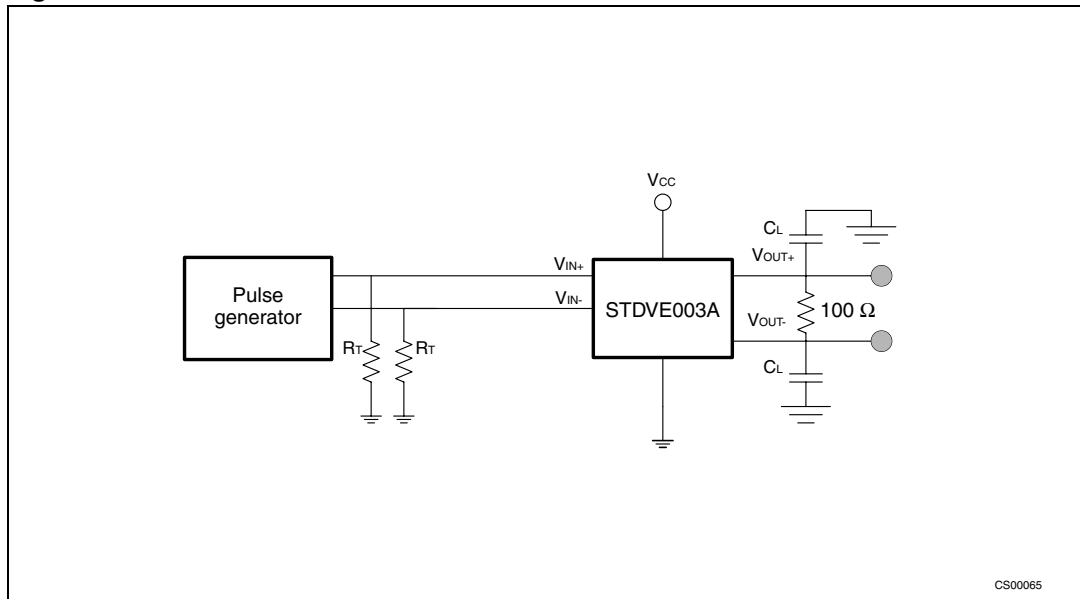 VCC
CL
VOUT+
VIN+
Pulse
generator
STDVE003A
100 Ω
VIN-
VOUT-
RT
RT
CL
CS00065